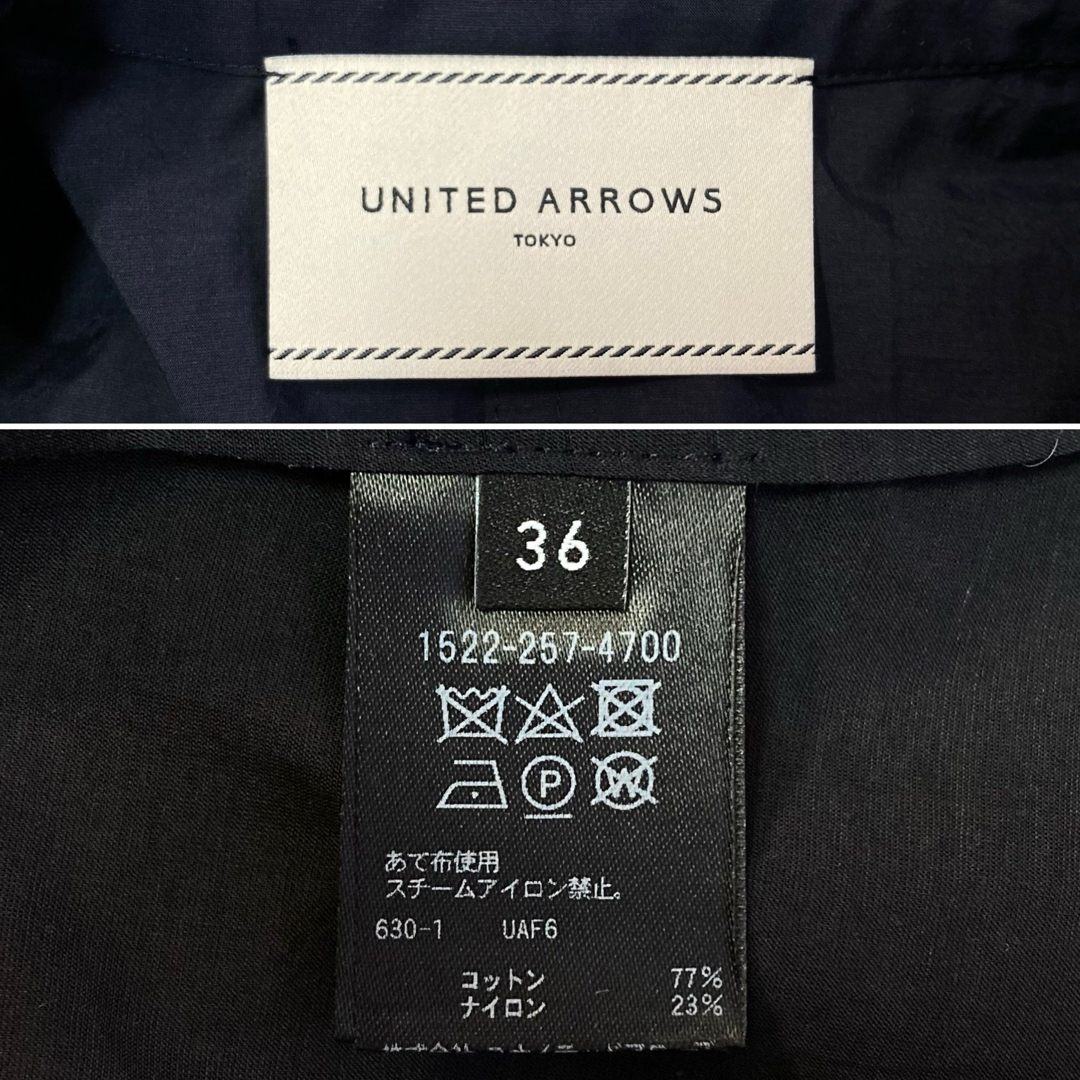 UNITED ARROWS
TOKYO
36
1522-257-4700
P
W
あて布使用
スチームアイロン禁止。
630-1 UAF6
コットン 77%
ナイロン 23%